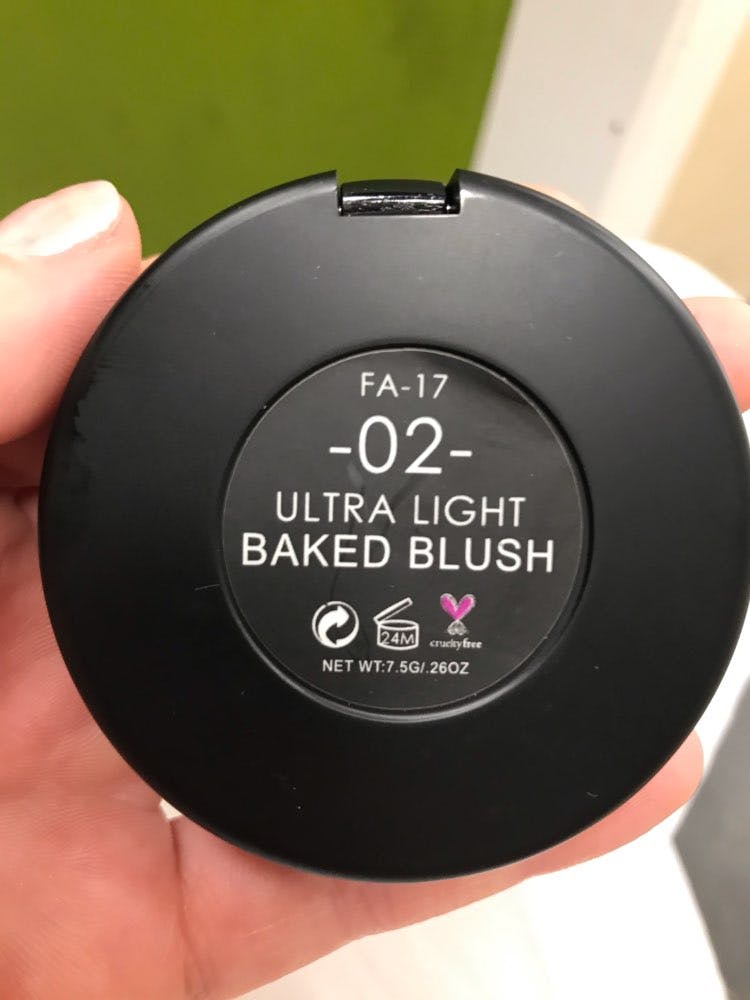 FA-17
-02-
ULTRA LIGHT
BAKED BLUSH
24M
crueltyfree
NET WT:7.5G/.26OZ